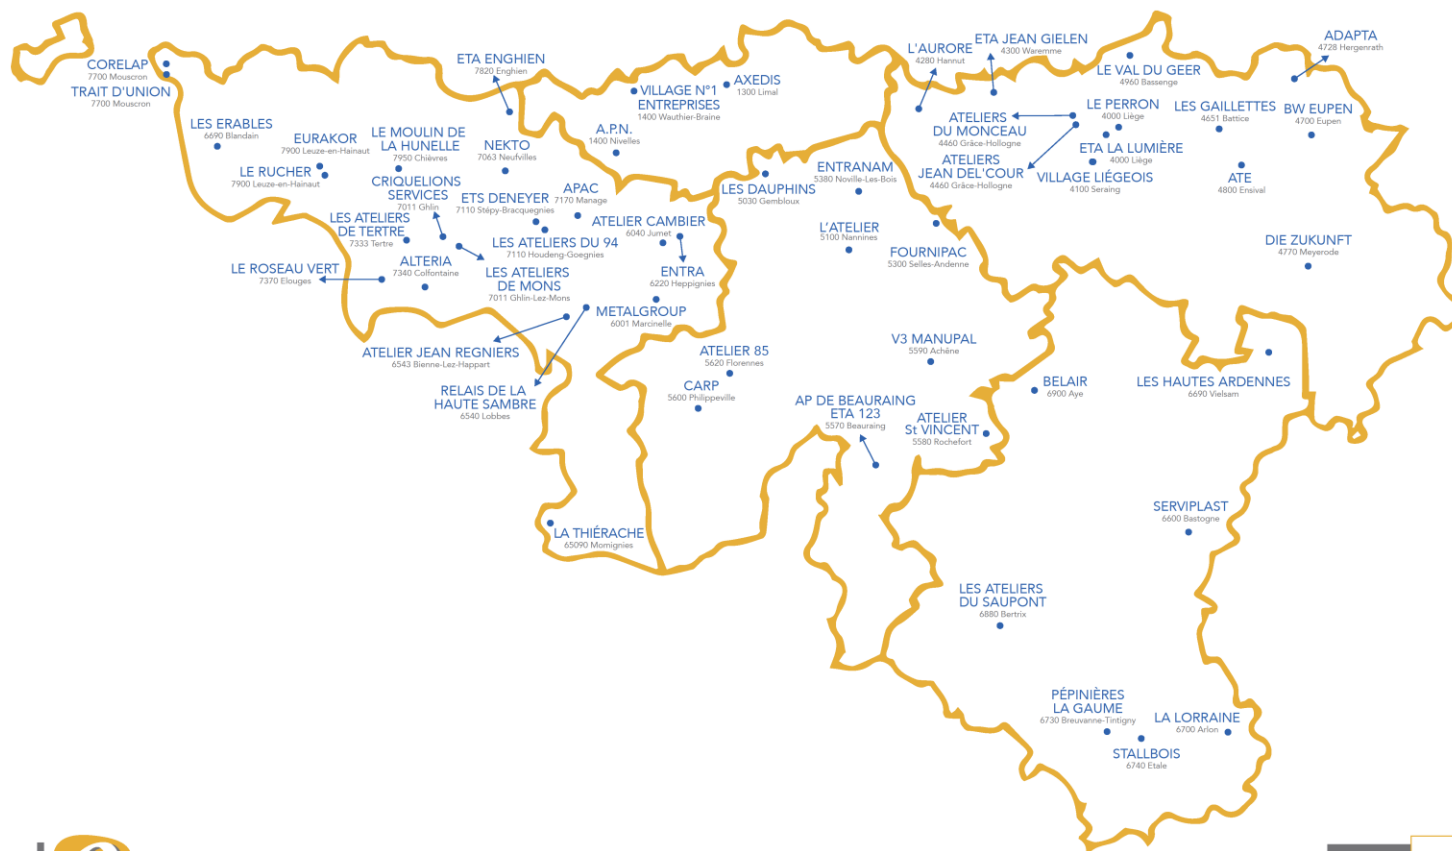 CORELAP
7700 Mouscron
TRAIT D'UNION
7700 Mouscron
LES ERABLES
6690 Blandain
EURAKOR
7900 Leuze-en-Hainaut
LE RUCHER
7900 Leuze-en-Hainaut
LE MOULIN DE
LA HUNELLE
7950 Chièvres
CRIQUELIONS
SERVICES
7011 Ghlin
LES ATELIERS
DE TERTRE
7333 Tertre
LE ROSEAU VERT
7370 Elouges
ALTERIA
7340 Colfontaine
ETA ENGHIEN
7820 Enghien
NEKTO
7063 Neufvilles
ETS DENEYER
7110 Stépy-Bracquegnies
APAC
7170 Manage
LES ATELIERS DU 94
7110 Houdeng-Goegnies
LES ATELIERS
DE MONS
7011 Ghlin-Lez-Mons
ATELIER CAMBIER
6040 Jumet
ENTRA
6220 Heppignies
METALGROUP
6001 Marcinelle
ATELIER JEAN REGNIERS
6543 Bienne-Lez-Happart
RELAIS DE LA
HAUTE SAMBRE
6540 Lobbes
LA THIÉRACHE
65090 Momignies
VILLAGE N°1
ENTREPRISES
1400 Wauthier-Braine
AXEDIS
1300 Limal
A.P.N.
1400 Nivelles
LES DAUPHINS
5030 Gembloux
ENTRANAM
5380 Noville-Les-Bois
L'ATELIER
5100 Nannines
FOURNIPAC
5300 Selles-Andenne
ATELIER 85
5620 Florennes
CARP
5600 Philippeville
V3 MANUPAL
5590 Achêne
AP DE BEAURAING
ETA 123
5570 Beauraing
ATELIER
St VINCENT
5580 Rochefort
L'AURORE
4280 Hannut
ETA JEAN GIELEN
4300 Waremme
LE VAL DU GEER
4960 Bassenge
ADAPTA
4728 Hergenrath
ATELIERS
DU MONCEAU
4460 Grâce-Hollogne
ATELIERS
JEAN DEL'COUR
4460 Grâce-Hollogne
LE PERRON
4000 Liège
ETA LA LUMIÈRE
4000 Liège
VILLAGE LIÉGEOIS
4100 Seraing
LES GAILLETTES
4651 Battice
BW EUPEN
4700 Eupen
ATE
4800 Ensival
DIE ZUKUNFT
4770 Meyerode
BELAIR
6900 Aye
LES HAUTES ARDENNES
6690 Vielsam
SERVIPLAST
6600 Bastogne
LES ATELIERS
DU SAUPONT
6880 Bertrix
PÉPINIÈRES
LA GAUME
6730 Breuvanne-Tintigny
LA LORRAINE
6700 Arlon
STALLBOIS
6740 Etale